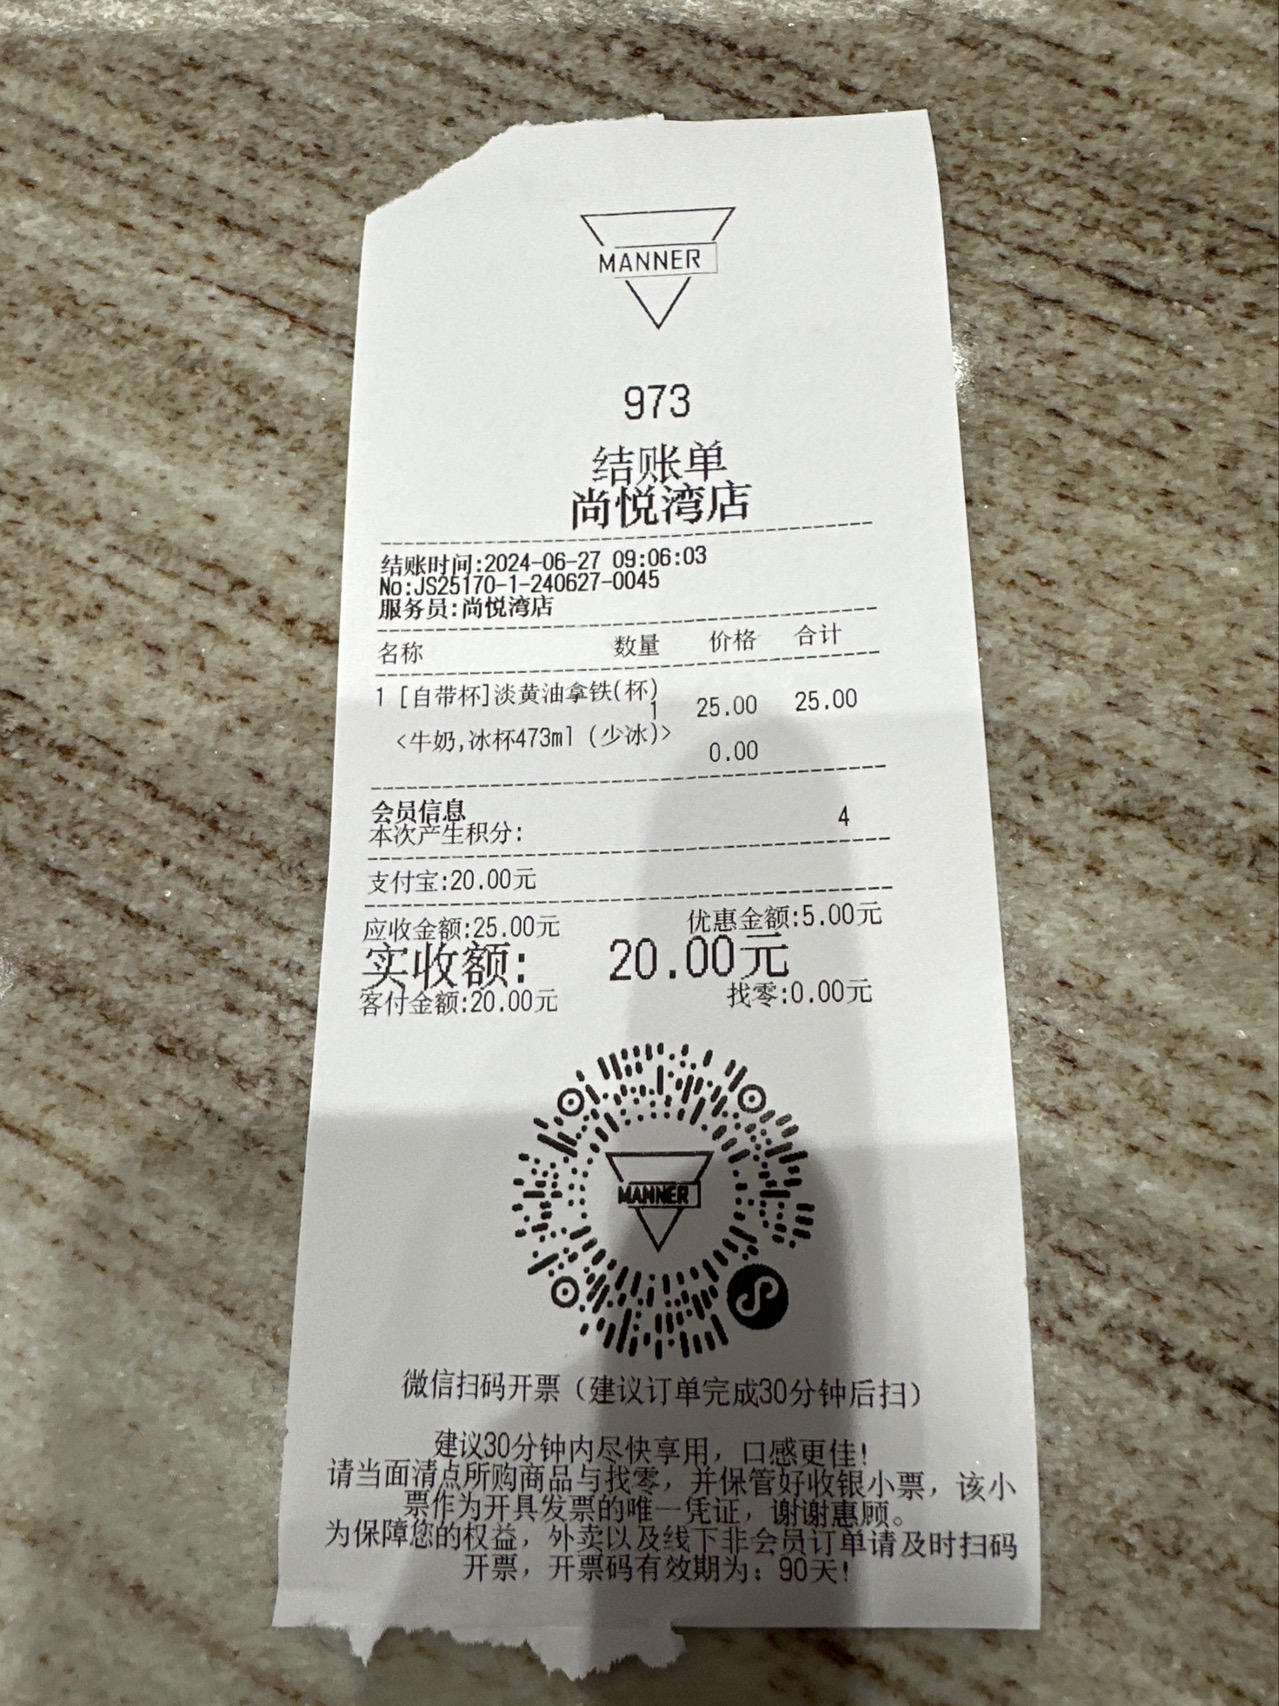 MANNER
973
结账单
尚悦湾店
结账时间:2024-06-27 09:06:03
No:JS25170-1-240627-0045
服务员:尚悦湾店
名称 数量 价格 合计
1 [自带杯]淡黄油拿铁(杯)
1 25.00 25.00
<牛奶,冰杯473ml (少冰)>
0.00
会员信息
本次产生积分: 4
支付宝:20.00元
应收金额:25.00元 优惠金额:5.00元
实收额: 20.00元
客付金额:20.00元 找零:0.00元
MANNER
微信扫码开票（建议订单完成30分钟后扫）
建议30分钟内尽快享用，口感更佳!
请当面清点所购商品与找零，并保管好收银小票，该小
票作为开具发票的唯一凭证，谢谢惠顾。
为保障您的权益，外卖以及线下非会员订单请及时扫码
开票，开票码有效期为：90天!